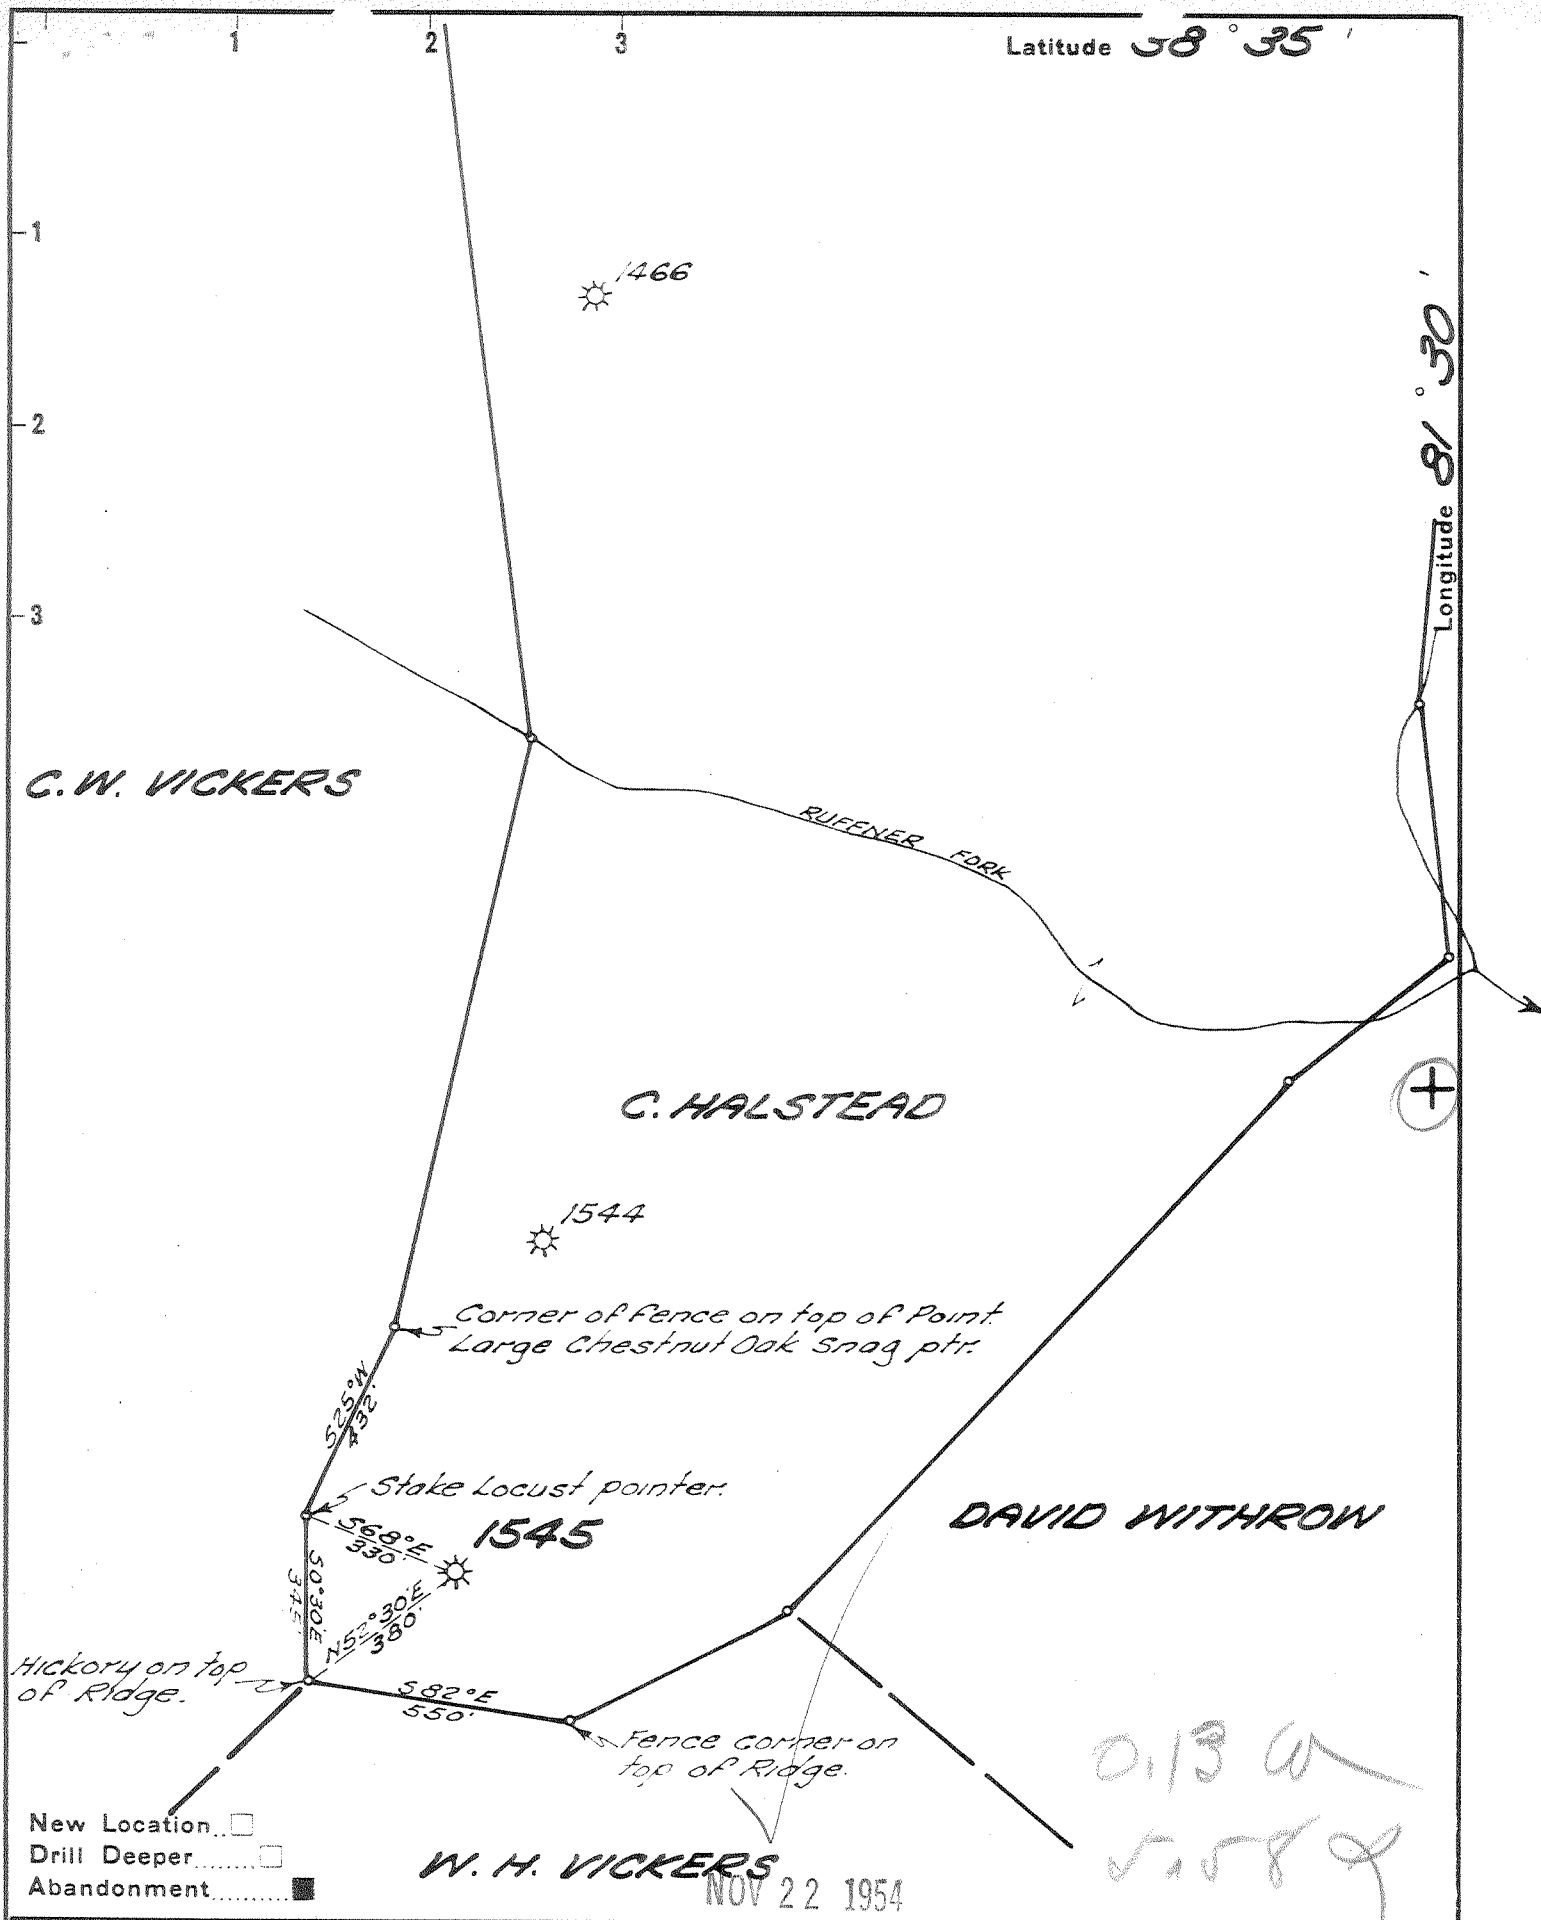 1 2 3
Latitude 38° 35'
1
1466
Longitude 81° 30'
2
3
C.W. VICKERS
RUFFNER FORK
C. HALSTEAD
+
1544
Corner of Fence on top of Point.
Large Chestnut Oak Snag ptr.
S25°W
432'
Stake Locust pointer.
1545
S68°E
330'
DAVID WITHROW
S0°30'E
345'
N52°30'E
380'
Hickory on top
of Ridge.
S82°E
550'
Fence corner on
top of Ridge.
0.13 W
5.58
New Location
Drill Deeper
Abandonment
W. H. VICKERS
NOV 22 1954